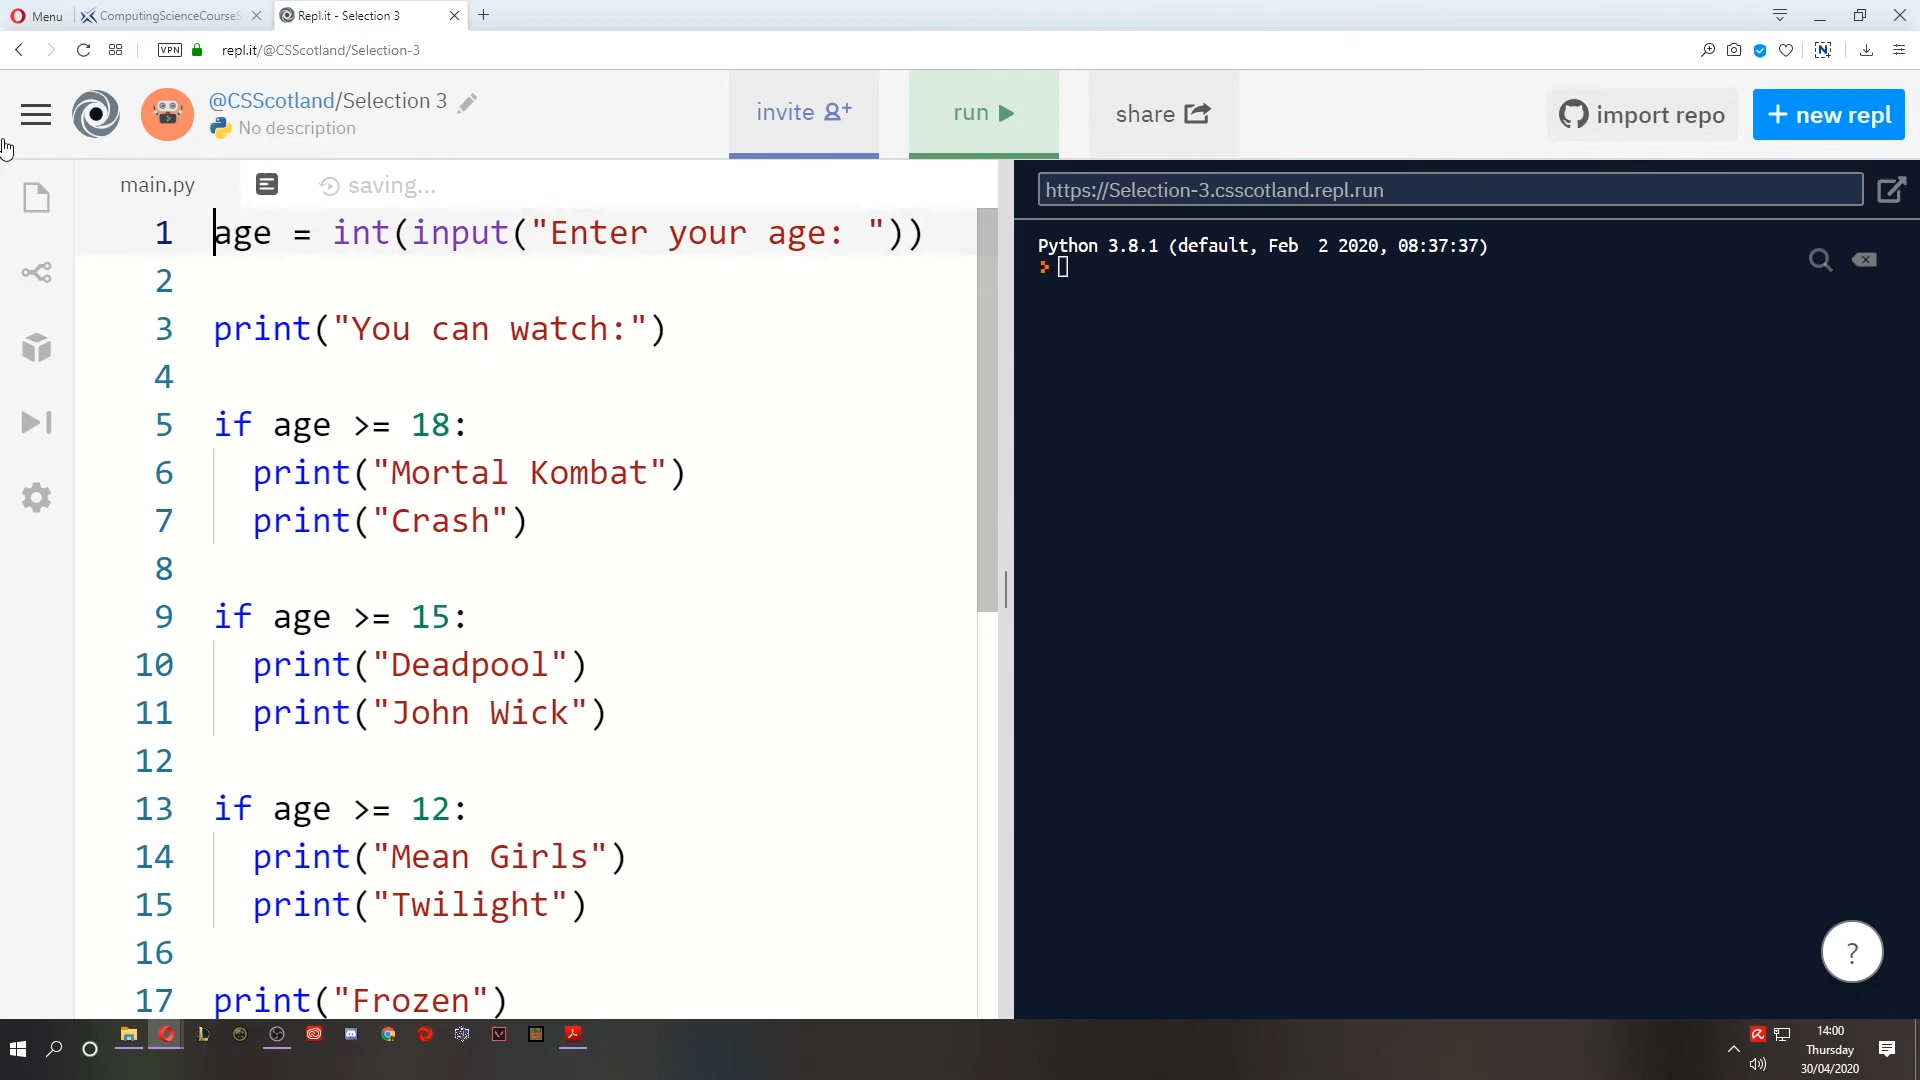 Menu
ComputingScienceCourseS
Repl.it - Selection 3
VPN
repl.it/@CSScotland/Selection-3
@CSScotland/Selection 3
No description
invite
run
share
import repo
+ new repl
main.py
saving...
https://Selection-3.csscotland.repl.run
1 age = int(input("Enter your age: "))
2
3 print("You can watch:")
4
5 if age >= 18:
6   print("Mortal Kombat")
7   print("Crash")
8
9 if age >= 15:
10   print("Deadpool")
11   print("John Wick")
12
13 if age >= 12:
14   print("Mean Girls")
15   print("Twilight")
16
17 print("Frozen")
Python 3.8.1 (default, Feb  2 2020, 08:37:37)
?
14:00
Thursday
30/04/2020